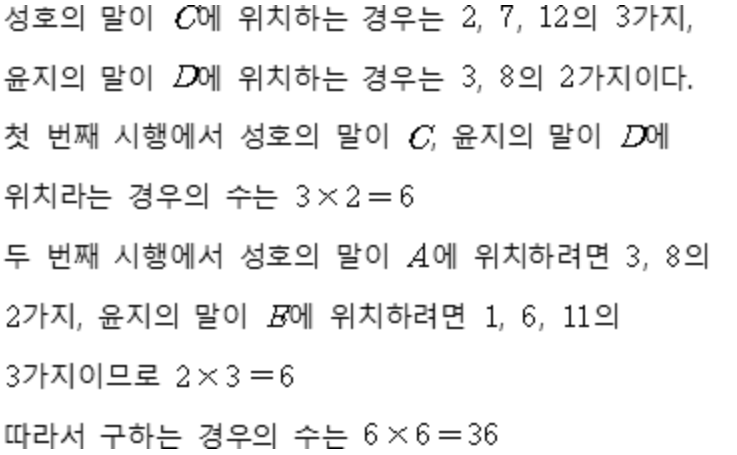 성호의 말이 C에 위치하는 경우는 2, 7, 12의 3가지,
윤지의 말이 D에 위치하는 경우는 3, 8의 2가지이다.
첫 번째 시행에서 성호의 말이 C, 윤지의 말이 D에
위치라는 경우의 수는 3×2=6
두 번째 시행에서 성호의 말이 A에 위치하려면 3, 8의
2가지, 윤지의 말이 E에 위치하려면 1, 6, 11의
3가지이므로 2×3=6
따라서 구하는 경우의 수는 6×6=36